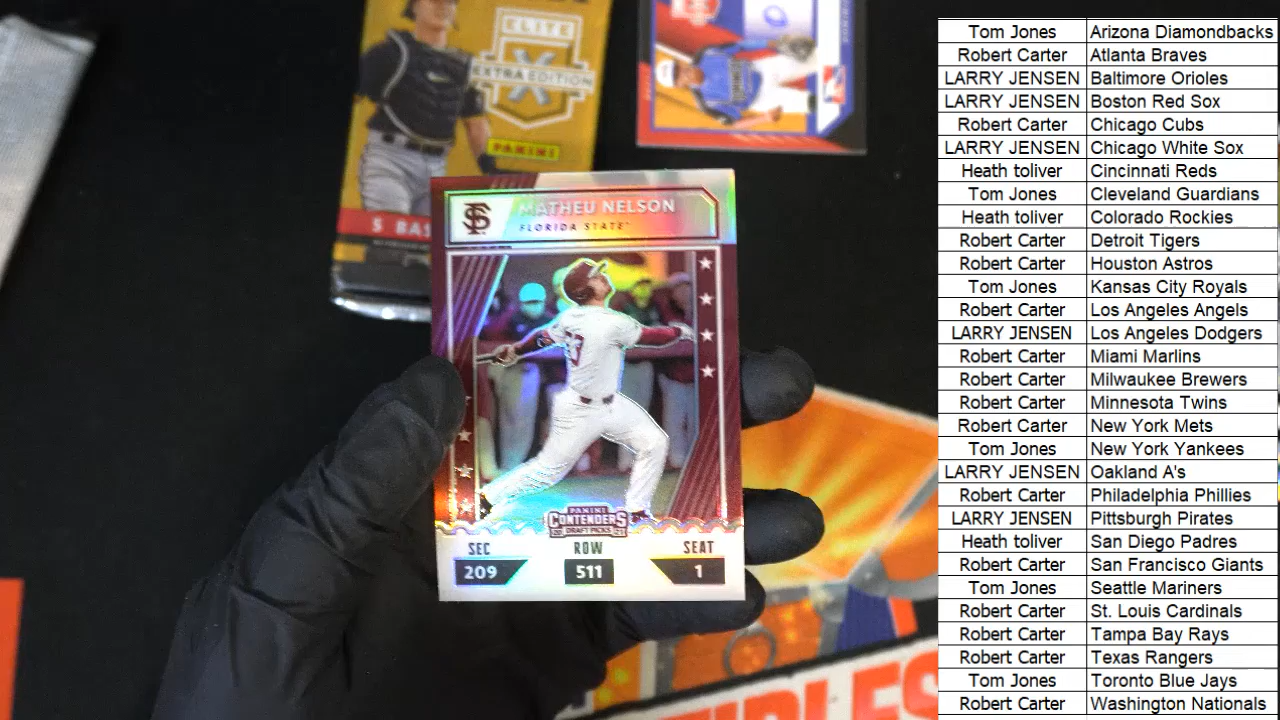 ELITE
X
EXTRA EDITION
PANINI
5 BAS
FS
MATHEU NELSON
FLORIDA STATE
PANINI
CONTENDERS
DRAFT PICKS
SEC ROW SEAT
209 511 1
Tom Jones Arizona Diamondbacks
Robert Carter Atlanta Braves
LARRY JENSEN Baltimore Orioles
LARRY JENSEN Boston Red Sox
Robert Carter Chicago Cubs
LARRY JENSEN Chicago White Sox
Heath toliver Cincinnati Reds
Tom Jones Cleveland Guardians
Heath toliver Colorado Rockies
Robert Carter Detroit Tigers
Robert Carter Houston Astros
Tom Jones Kansas City Royals
Robert Carter Los Angeles Angels
LARRY JENSEN Los Angeles Dodgers
Robert Carter Miami Marlins
Robert Carter Milwaukee Brewers
Robert Carter Minnesota Twins
Robert Carter New York Mets
Tom Jones New York Yankees
LARRY JENSEN Oakland A's
Robert Carter Philadelphia Phillies
LARRY JENSEN Pittsburgh Pirates
Heath toliver San Diego Padres
Robert Carter San Francisco Giants
Tom Jones Seattle Mariners
Robert Carter St. Louis Cardinals
Robert Carter Tampa Bay Rays
Robert Carter Texas Rangers
Tom Jones Toronto Blue Jays
Robert Carter Washington Nationals